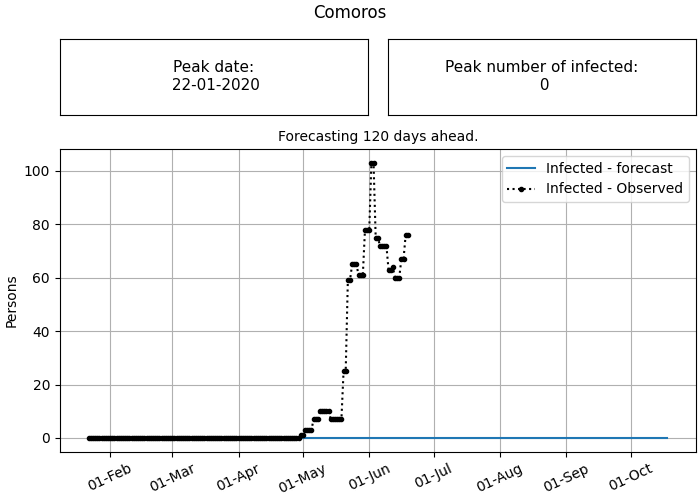 Comoros
Peak date:
22-01-2020
Peak number of infected:
0
Forecasting 120 days ahead.
Infected - forecast
Infected - Observed
Persons
100
80
60
40
20
0
01-Feb
01-Mar
01-Apr
01-May
01-Jun
01-Jul
01-Aug
01-Sep
01-Oct